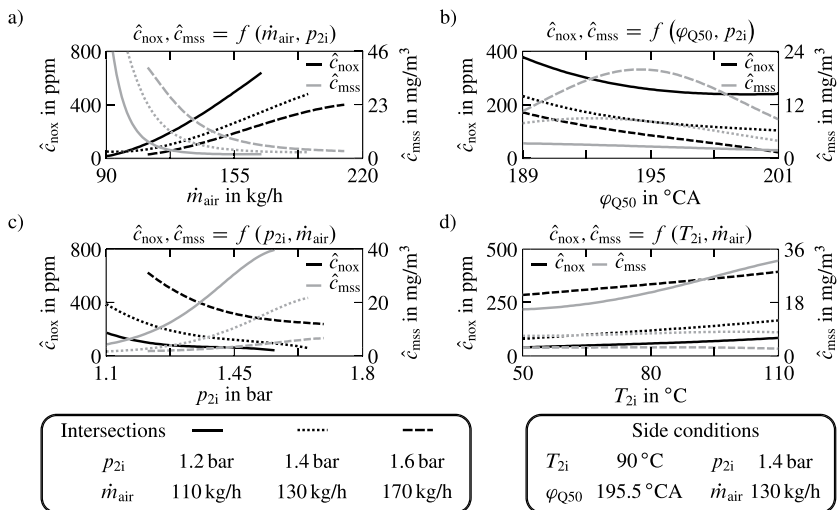 a) ĉnox, ĉmss = f (ṁair, p2i)
ĉnox in ppm
800
400
0
ĉnox
ĉmss
46
23
0
ĉmss in mg/m³
90 155 220
ṁair in kg/h
b) ĉnox, ĉmss = f (φQ50, p2i)
ĉnox in ppm
400
200
0
ĉnox
ĉmss
24
12
0
ĉmss in mg/m³
189 195 201
φQ50 in °CA
c) ĉnox, ĉmss = f (p2i, ṁair)
ĉnox in ppm
800
400
0
ĉnox
ĉmss
40
20
0
ĉmss in mg/m³
1.1 1.45 1.8
p2i in bar
d) ĉnox, ĉmss = f (T2i, ṁair)
ĉnox in ppm
500
250
0
ĉnox ĉmss
36
18
0
ĉmss in mg/m³
50 80 110
T2i in °C
Intersections
p2i 1.2 bar 1.4 bar 1.6 bar
ṁair 110 kg/h 130 kg/h 170 kg/h
Side conditions
T2i 90 °C p2i 1.4 bar
φQ50 195.5 °CA ṁair 130 kg/h